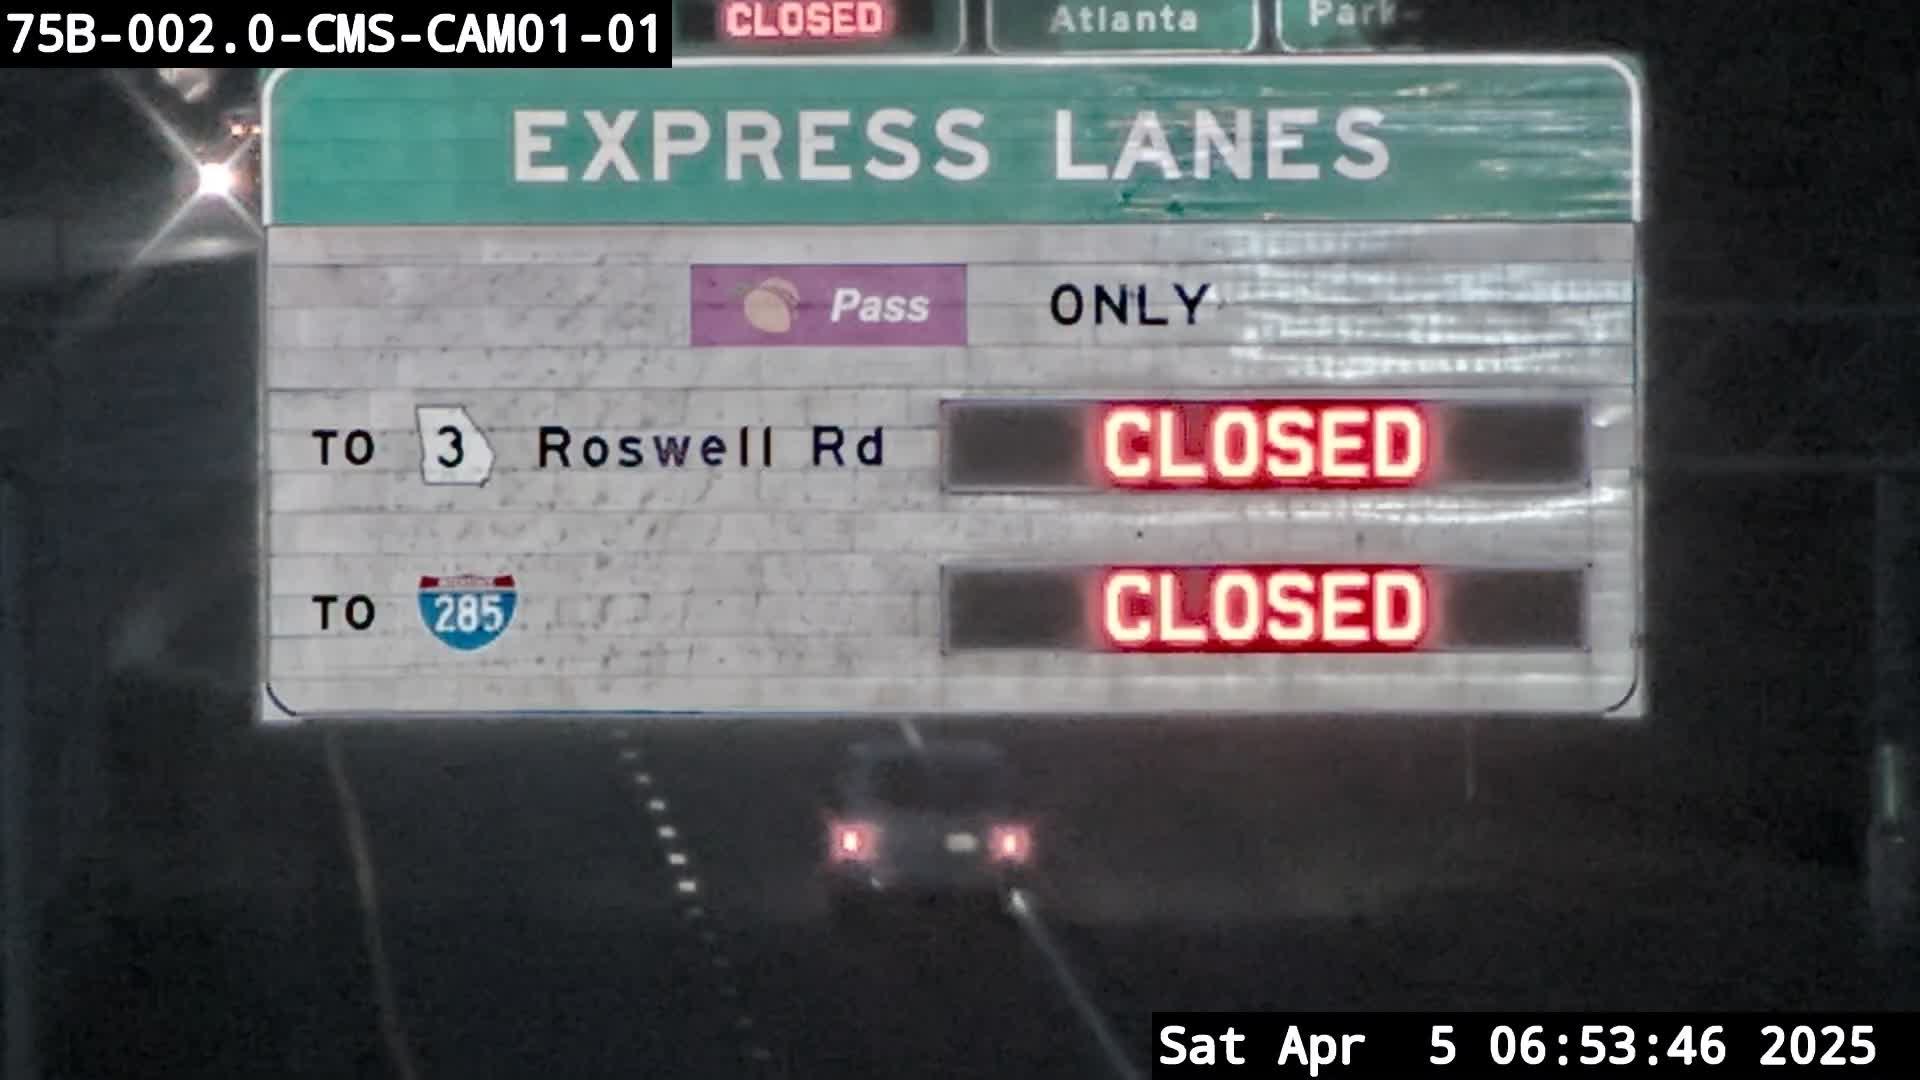 75B-002.0-CMS-CAM01-01
CLOSED
Atlanta
Park
EXPRESS LANES
Pass ONLY
TO 3 Roswell Rd CLOSED
TO 285 CLOSED
Sat Apr 5 06:53:46 2025